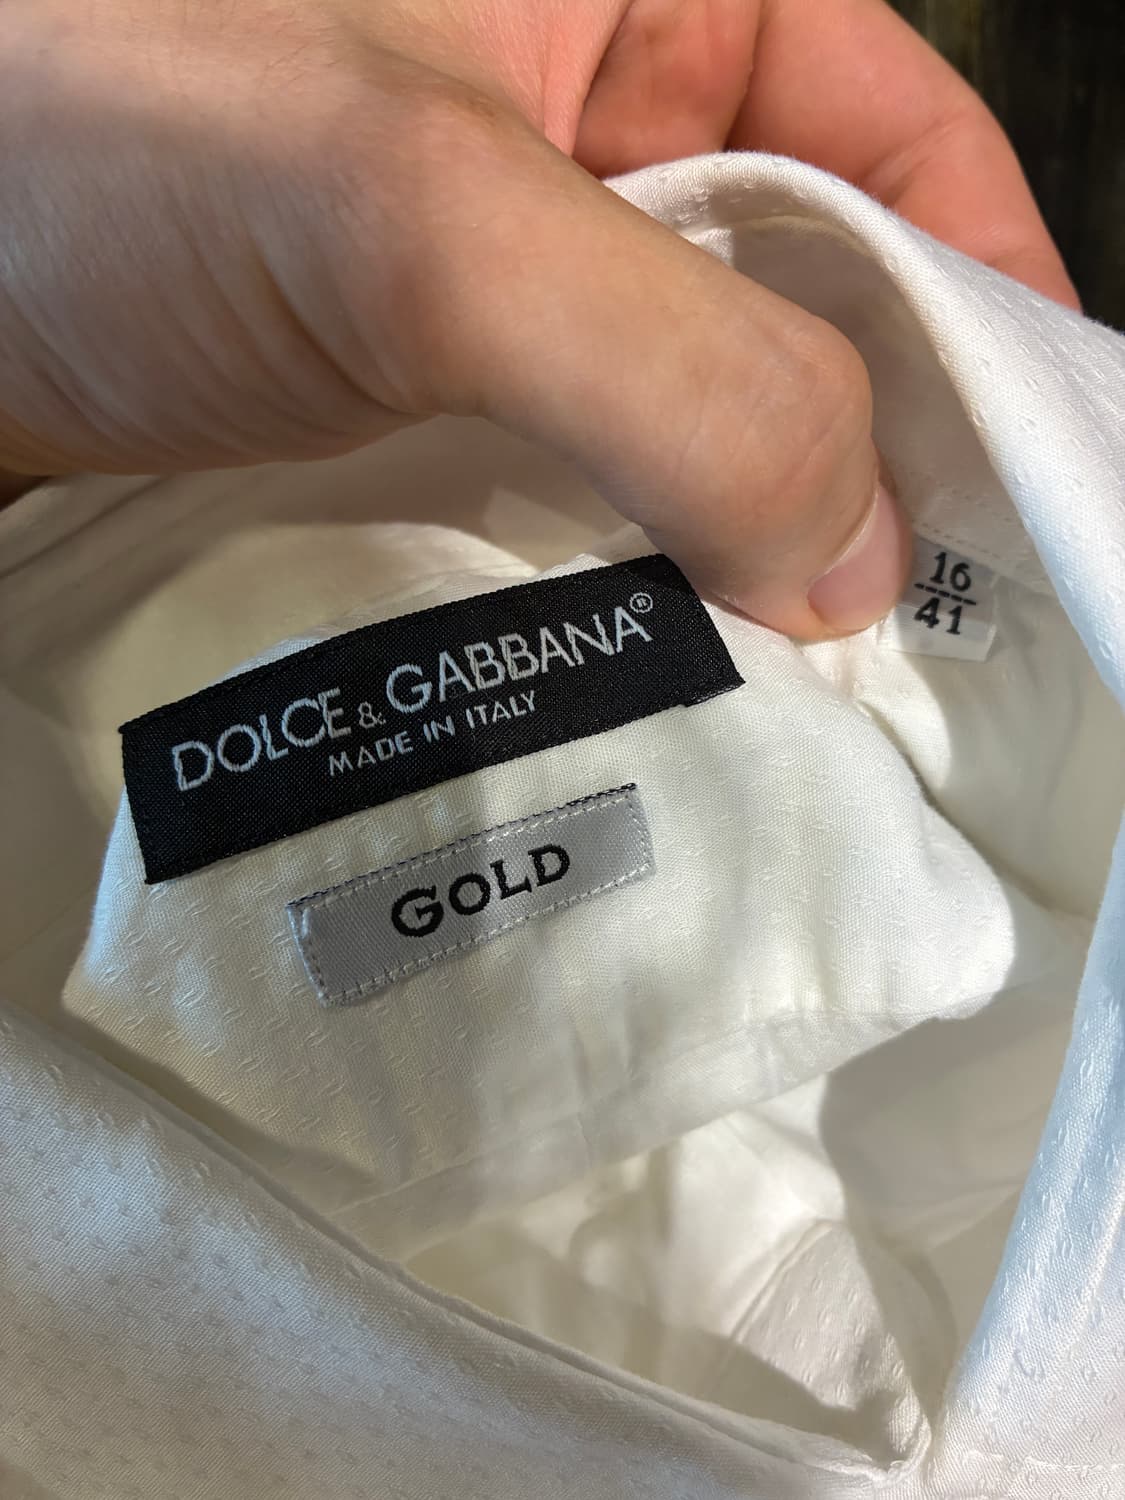 DOLCE & GABBANA®
MADE IN ITALY
GOLD
16
41